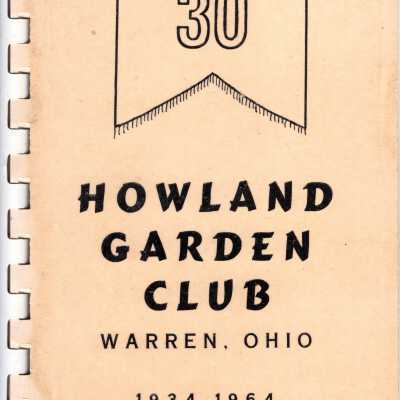 30
HOWLAND
GARDEN
CLUB
WARREN, OHIO
1934-1964